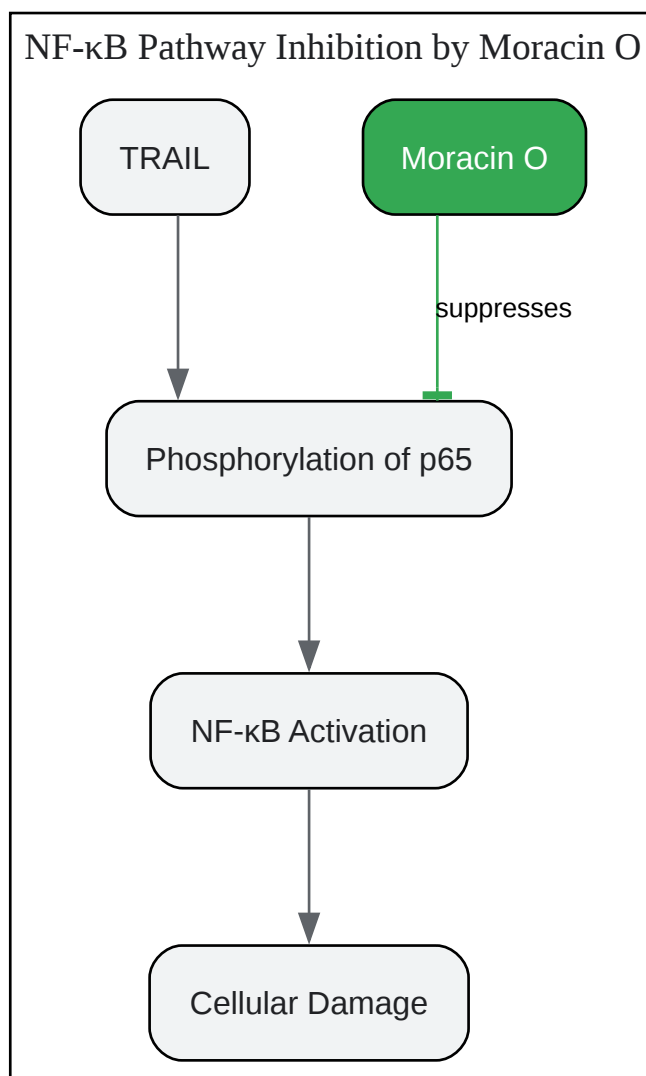 NF-κB Pathway Inhibition by Moracin O
TRAIL
Moracin O
suppresses
Phosphorylation of p65
NF-κB Activation
Cellular Damage